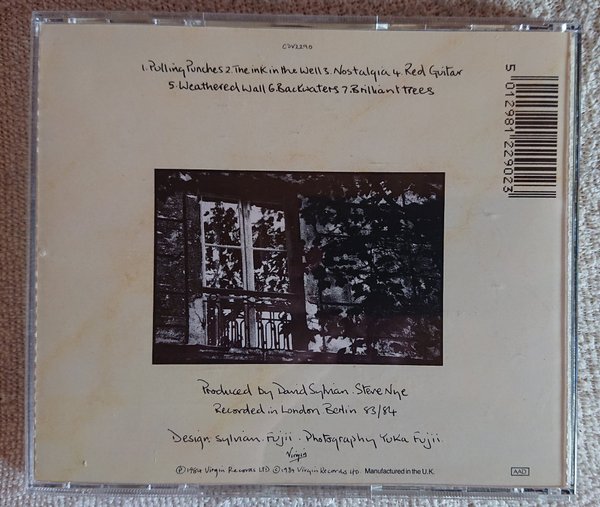 CDV2290
1. Pulling Punches 2. The ink in the Well 3. Nostalgia 4. Red Guitar
5. Weathered Wall 6. Backwaters 7. Brilliant trees
5 012981 229023
Produced by David Sylvian . Steve Nye
Recorded in London Berlin 83/84
Design Sylvian . Fujii . Photography Yuka Fujii
Virgin
Ⓟ 1984 Virgin Records LTD © 1984 Virgin Records LTD Manufactured in the U.K.
AAD